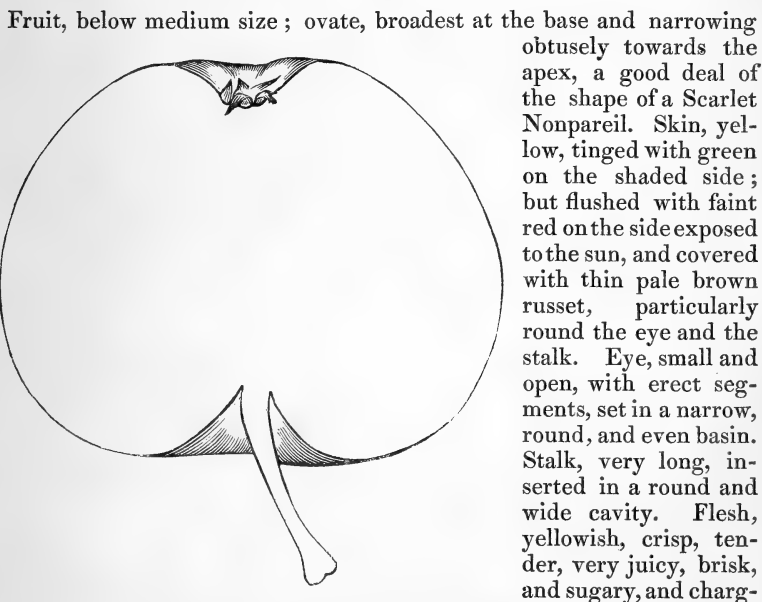 Fruit, below medium size ; ovate, broadest at the base and narrowing
obtusely towards the
apex, a good deal of
the shape of a Scarlet
Nonpareil. Skin, yel-
low, tinged with green
on the shaded side ;
but flushed with faint
red on the side exposed
to the sun, and covered
with thin pale brown
russet, particularly
round the eye and the
stalk. Eye, small and
open, with erect seg-
ments, set in a narrow,
round, and even basin.
Stalk, very long, in-
serted in a round and
wide cavity. Flesh,
yellowish, crisp, ten-
der, very juicy, brisk,
and sugary, and charg-